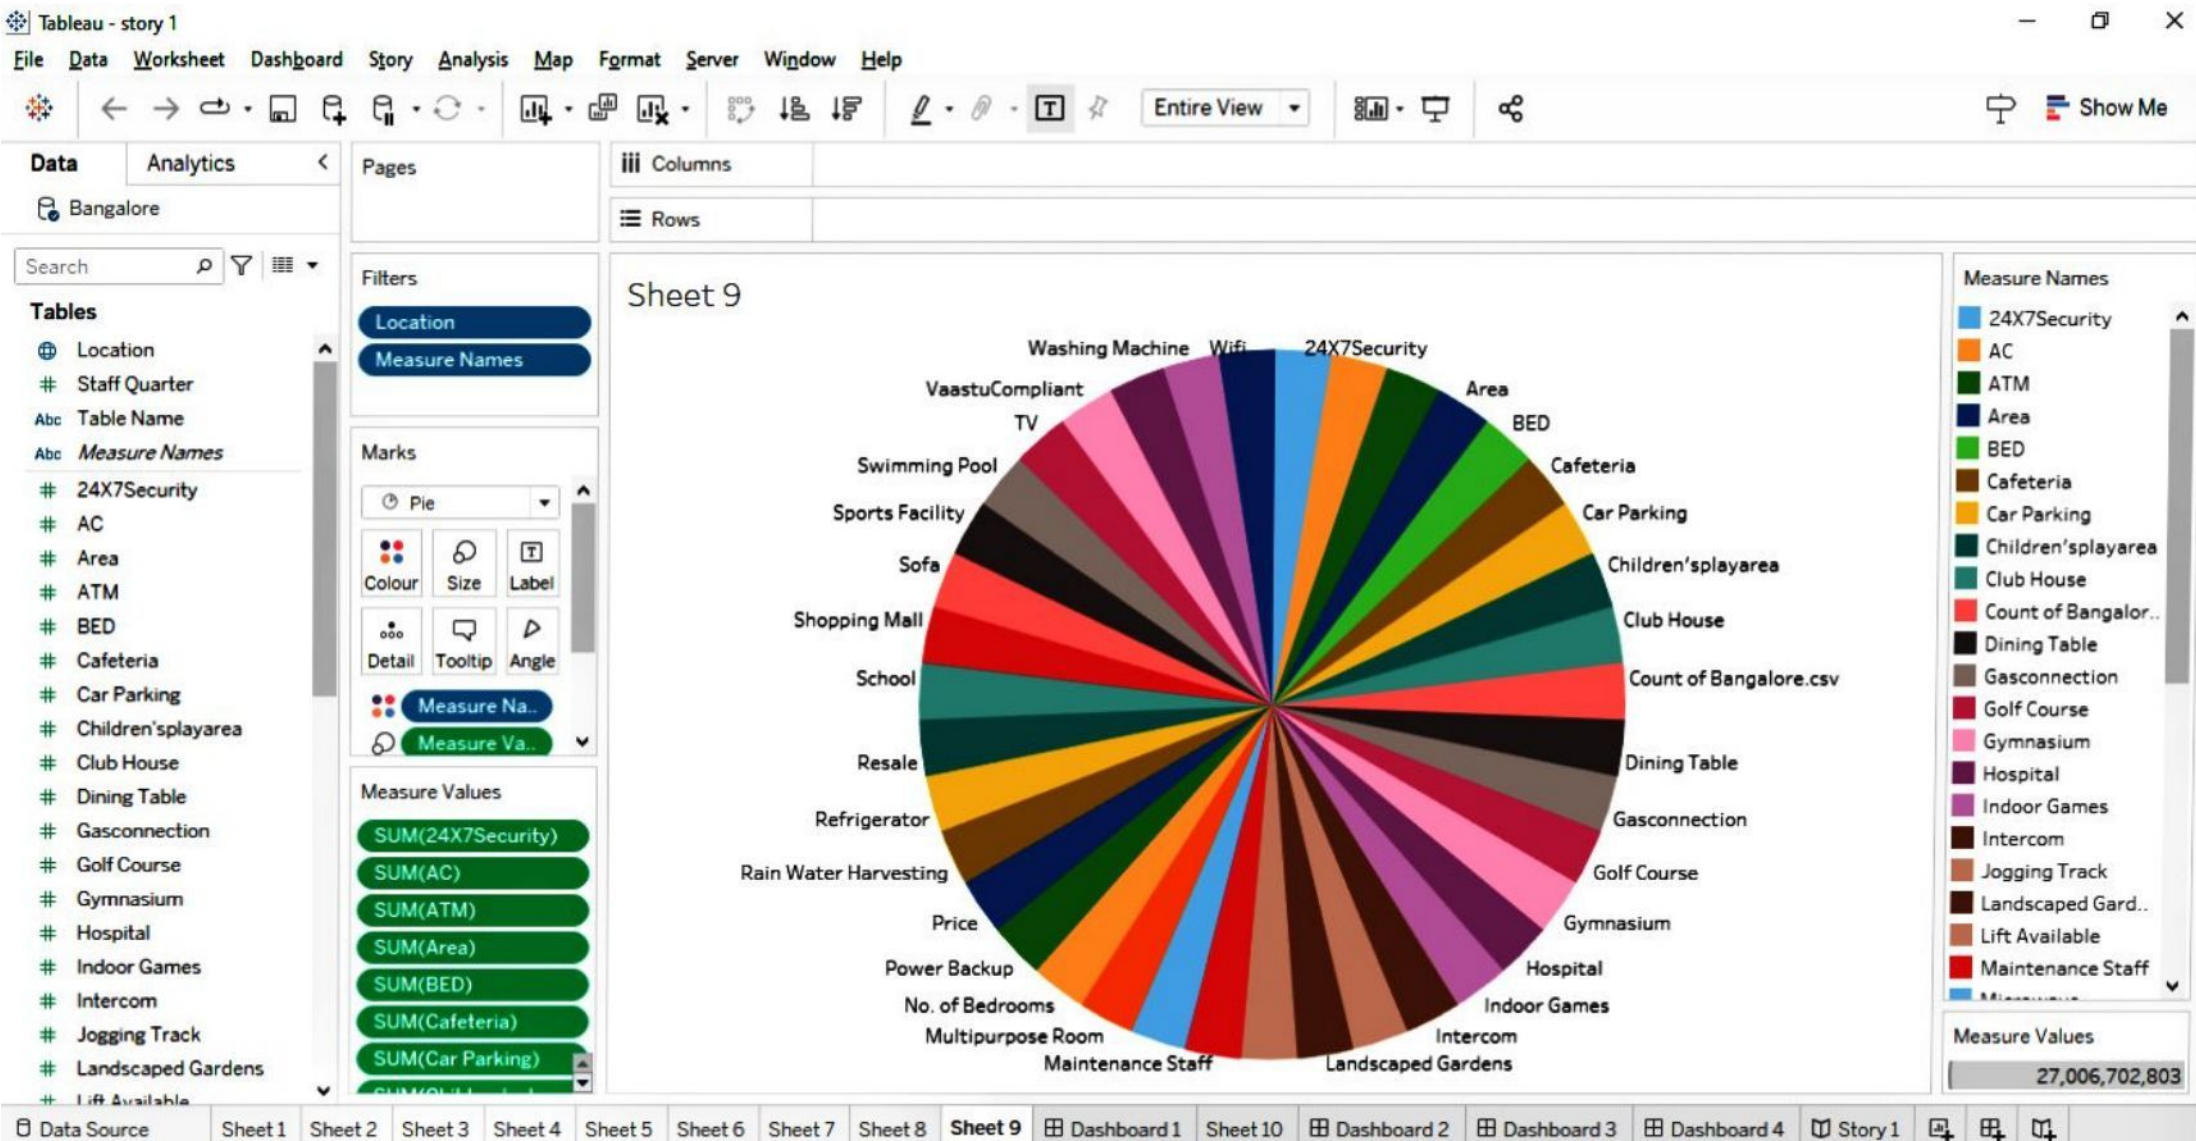 Tableau - story 1
File Data Worksheet Dashboard Story Analysis Map Format Server Window Help
Entire View
Show Me
Data Analytics
Bangalore
Search
Tables
Location
Staff Quarter
Abc Table Name
Abc Measure Names
24X7Security
AC
Area
ATM
BED
Cafeteria
Car Parking
Children'splayarea
Club House
Dining Table
Gasconnection
Golf Course
Gymnasium
Hospital
Indoor Games
Intercom
Jogging Track
Landscaped Gardens
Lift Available
Pages
Filters
Location
Measure Names
Marks
Pie
Colour Size Label
Detail Tooltip Angle
Measure Na..
Measure Va..
Measure Values
SUM(24X7Security)
SUM(AC)
SUM(ATM)
SUM(Area)
SUM(BED)
SUM(Cafeteria)
SUM(Car Parking)
Columns
Rows
Sheet 9
Washing Machine Wifi 24X7Security
VaastuCompliant Area
TV BED
Swimming Pool Cafeteria
Sports Facility Car Parking
Sofa Children'splayarea
Shopping Mall Club House
School Count of Bangalore.csv
Resale Dining Table
Refrigerator Gasconnection
Rain Water Harvesting Golf Course
Price Gymnasium
Power Backup Hospital
No. of Bedrooms Indoor Games
Multipurpose Room Intercom
Maintenance Staff Landscaped Gardens
Measure Names
24X7Security
AC
ATM
Area
BED
Cafeteria
Car Parking
Children'splayarea
Club House
Count of Bangalor..
Dining Table
Gasconnection
Golf Course
Gymnasium
Hospital
Indoor Games
Intercom
Jogging Track
Landscaped Gard..
Lift Available
Maintenance Staff
Measure Values
27,006,702,803
Data Source Sheet 1 Sheet 2 Sheet 3 Sheet 4 Sheet 5 Sheet 6 Sheet 7 Sheet 8 Sheet 9 Dashboard 1 Sheet 10 Dashboard 2 Dashboard 3 Dashboard 4 Story 1